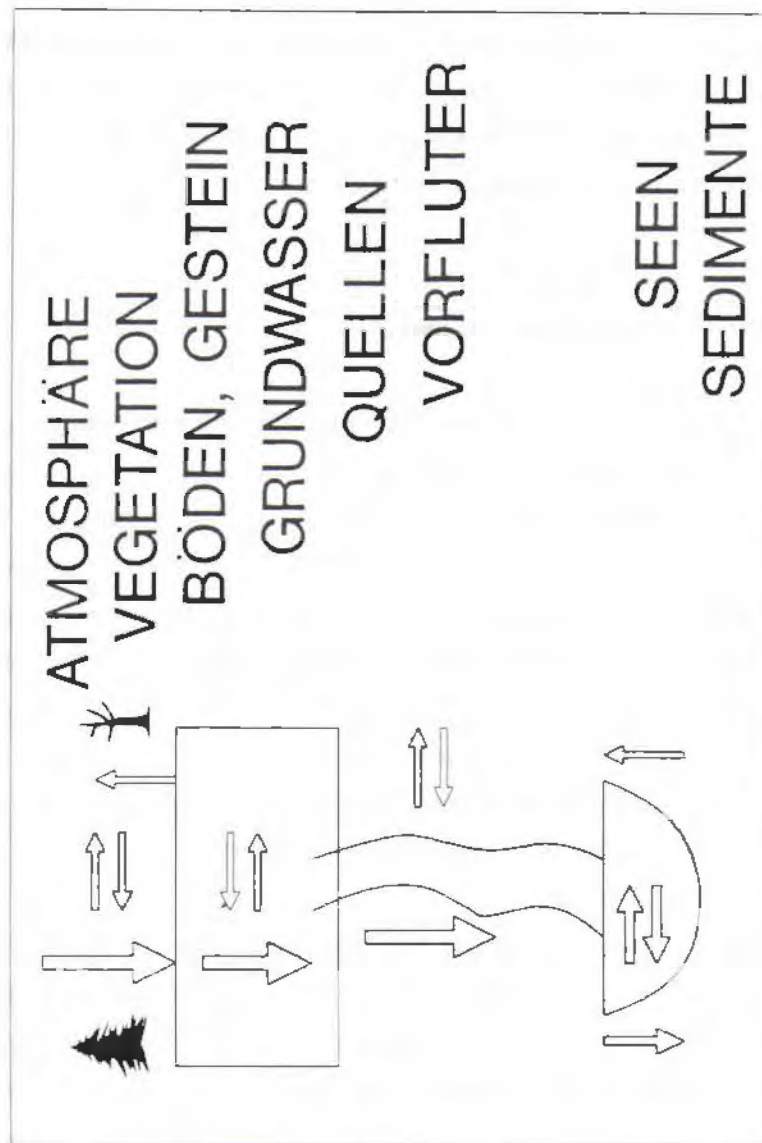 ATMOSPHÄRE
VEGETATION
BÖDEN, GESTEIN
GRUNDWASSER
QUELLEN
VORFLUTER
SEEN
SEDIMENTE